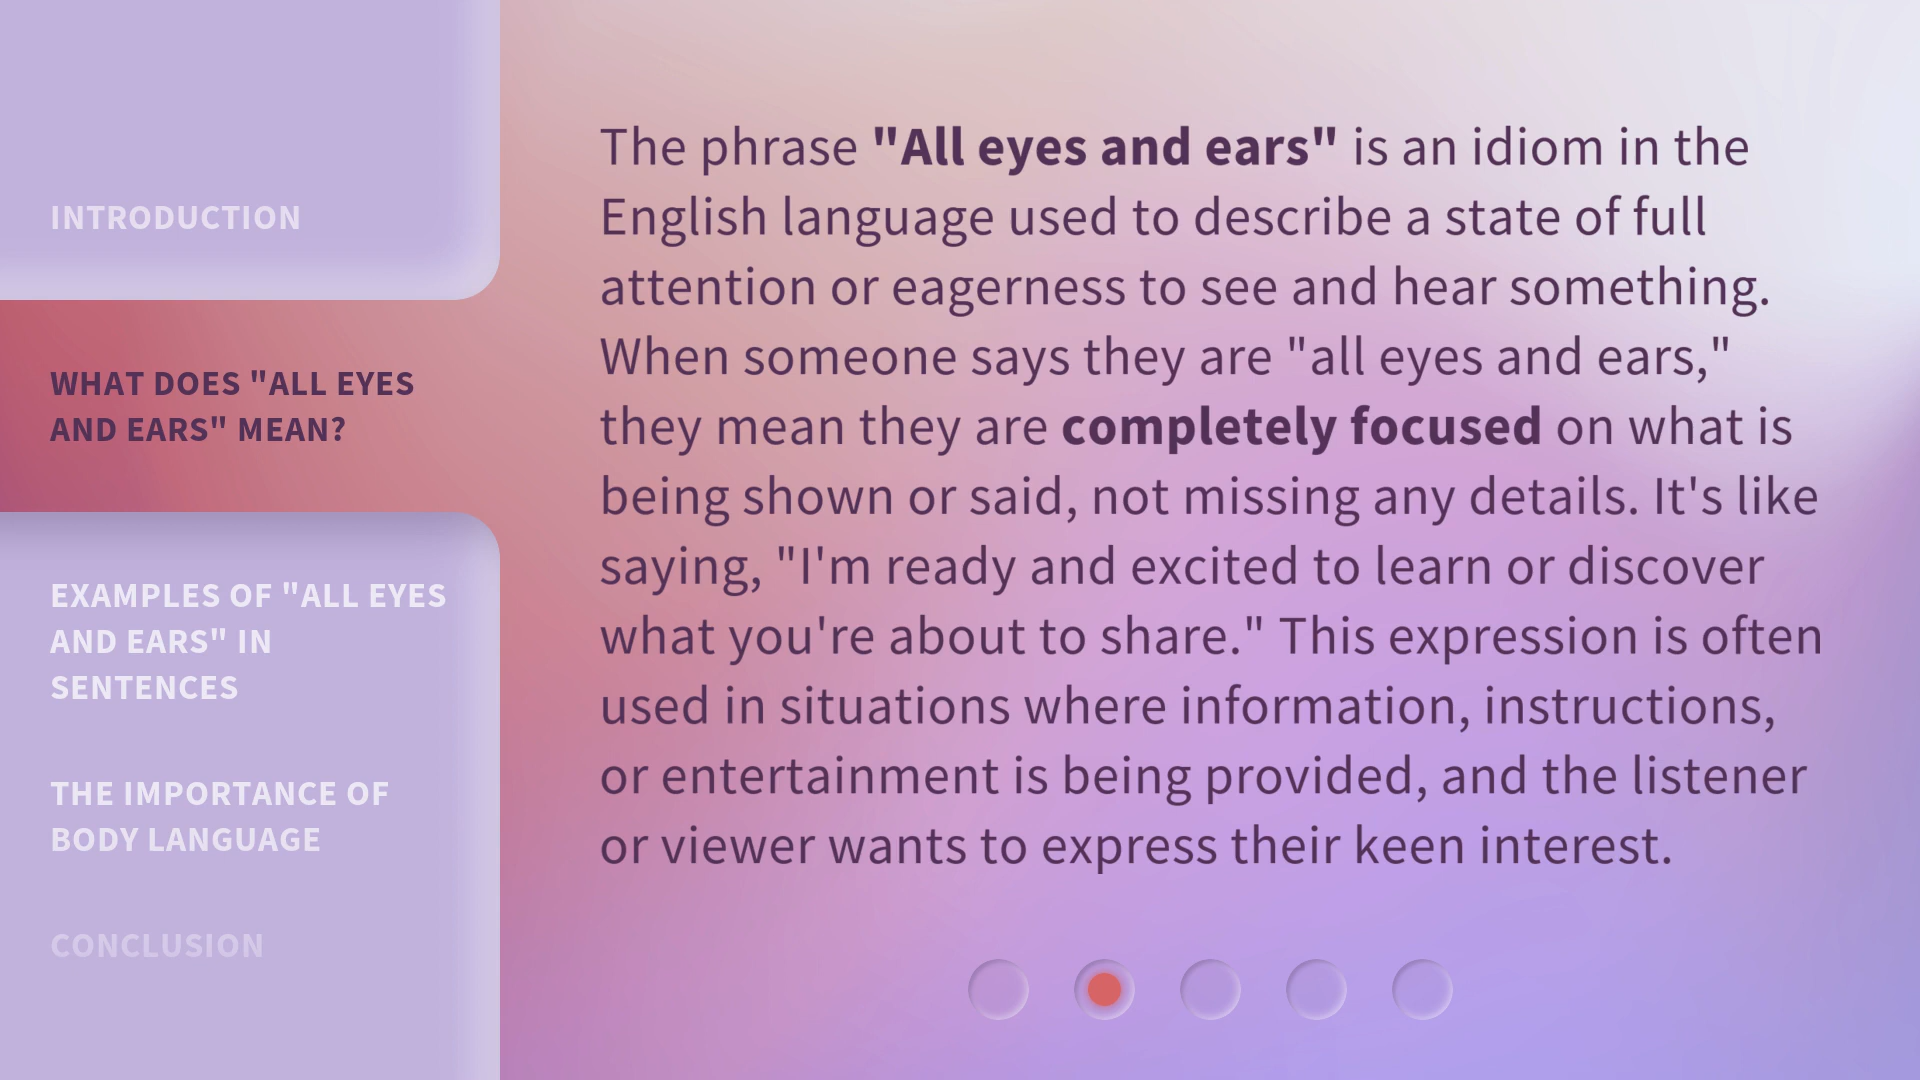 INTRODUCTION
WHAT DOES "ALL EYES
AND EARS" MEAN?
EXAMPLES OF "ALL EYES
AND EARS" IN
SENTENCES
THE IMPORTANCE OF
BODY LANGUAGE
CONCLUSION
The phrase "All eyes and ears" is an idiom in the
English language used to describe a state of full
attention or eagerness to see and hear something.
When someone says they are "all eyes and ears,"
they mean they are completely focused on what is
being shown or said, not missing any details. It's like
saying, "I'm ready and excited to learn or discover
what you're about to share." This expression is often
used in situations where information, instructions,
or entertainment is being provided, and the listener
or viewer wants to express their keen interest.